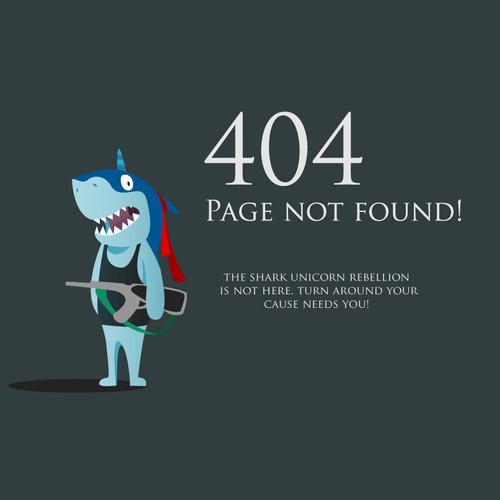 404
Page not found!
the shark unicorn rebellion
is not here. turn around your
cause needs you!